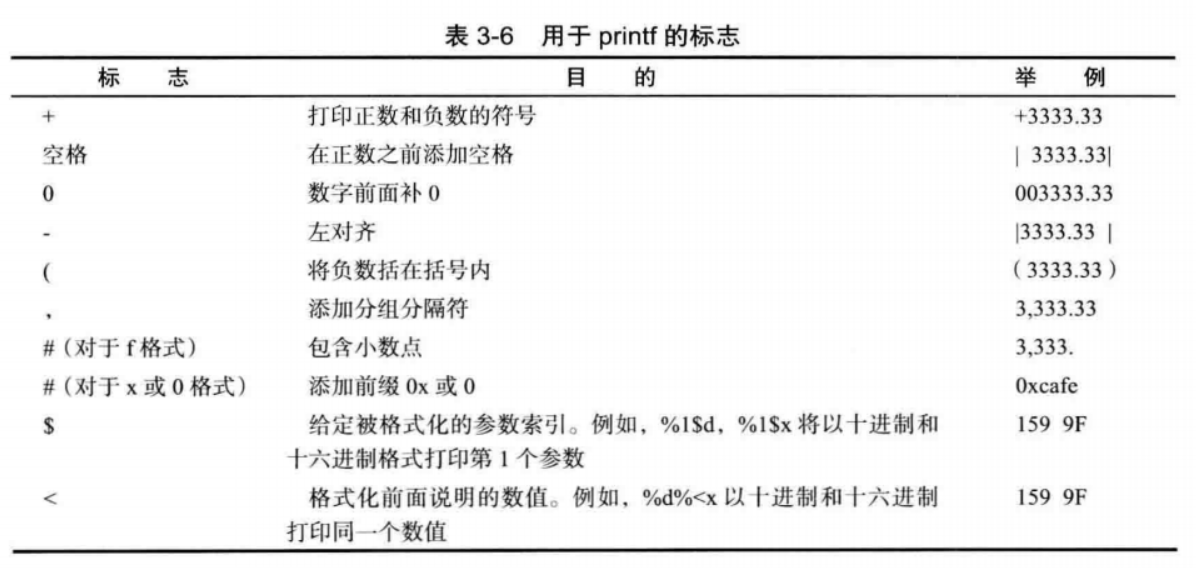 表 3-6 用于 printf 的标志
标 志 目 的 举 例
+ 打印正数和负数的符号 +3333.33
空格 在正数之前添加空格 | 3333.33|
0 数字前面补 0 003333.33
- 左对齐 |3333.33 |
( 将负数括在括号内 ( 3333.33 )
, 添加分组分隔符 3,333.33
# (对于 f 格式) 包含小数点 3,333.
# (对于 x 或 0 格式) 添加前缀 0x 或 0 0xcafe
$ 给定被格式化的参数索引。例如，%1$d，%1$x 将以十进制和 159 9F
十六进制格式打印第 1 个参数
< 格式化前面说明的数值。例如，%d%<x 以十进制和十六进制 159 9F
打印同一个数值